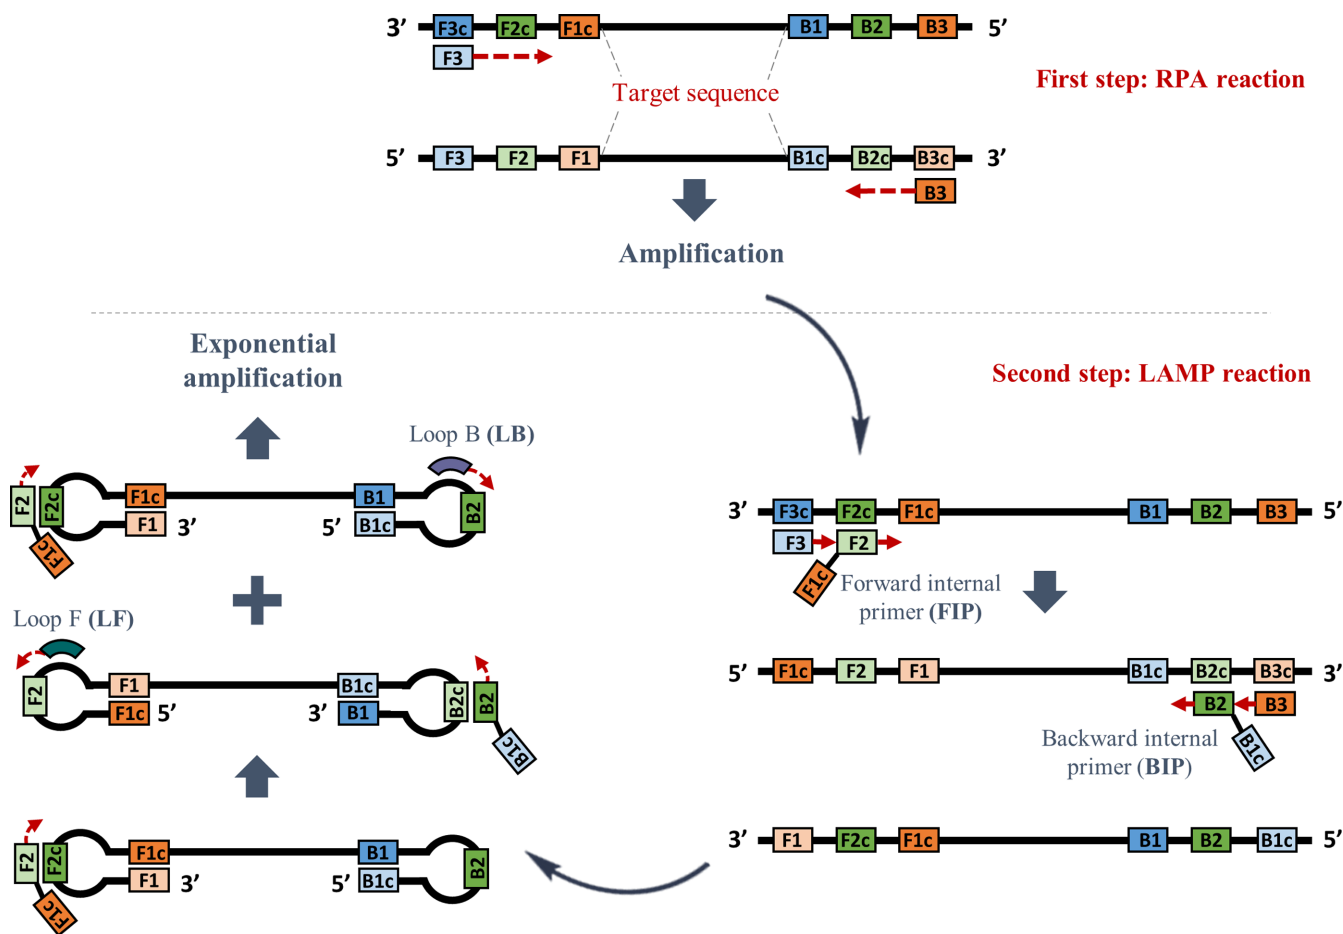 3’ F3c F2c F1c B1 B2 B3 5’
F3
First step: RPA reaction
Target sequence
5’ F3 F2 F1 B1c B2c B3c 3’
B3
Amplification
Exponential
amplification
Second step: LAMP reaction
Loop B (LB)
F2 F2c F1c B1 B2
F1 3’ 5’ B1c
F1c
3’ F3c F2c F1c B1 B2 B3 5’
F3 F2
F1c
Forward internal
primer (FIP)
Loop F (LF)
F2 F1 B1c B2c B2
F1c 5’ 3’ B1
B1c
5’ F1c F2 F1 B1c B2c B3c 3’
B2 B3
B1c
Backward internal
primer (BIP)
F2 F2c F1c B1 B2
F1 3’ 5’ B1c
F1c
3’ F1 F2c F1c B1 B2 B1c 5’